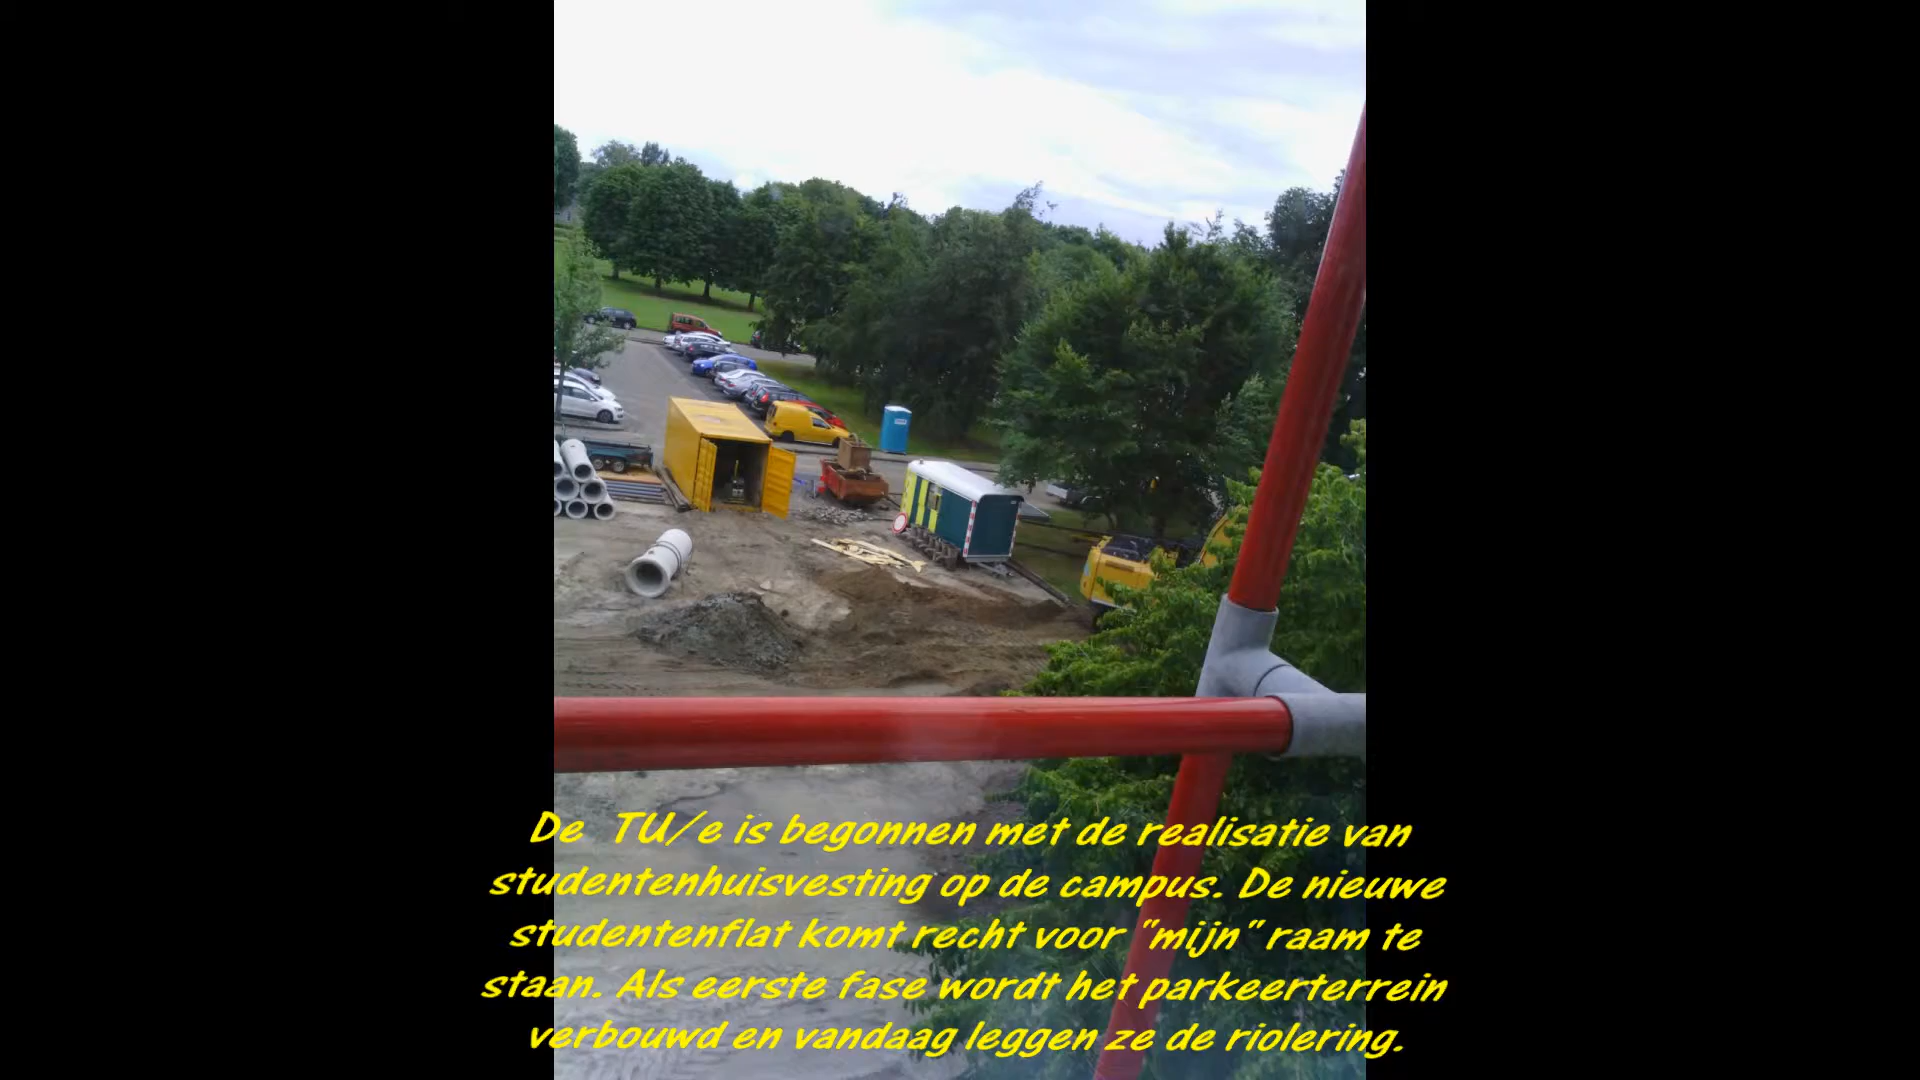 De TU/e is begonnen met de realisatie van
studentenhuisvesting op de campus. De nieuwe
studentenflat komt recht voor "mijn" raam te
staan. Als eerste fase wordt het parkeerterrein
verbouwd en vandaag leggen ze de riolering.